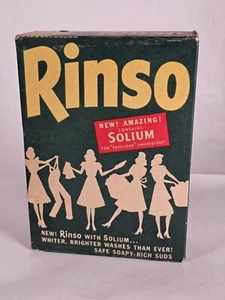 Rinso
NEW! AMAZING!
CONTAINS
SOLIUM
THE "SUNLIGHT" INGREDIENT
NEW! Rinso WITH SOLIUM...
WHITER, BRIGHTER WASHES THAN EVER!
SAFE SOAPY-RICH SUDS